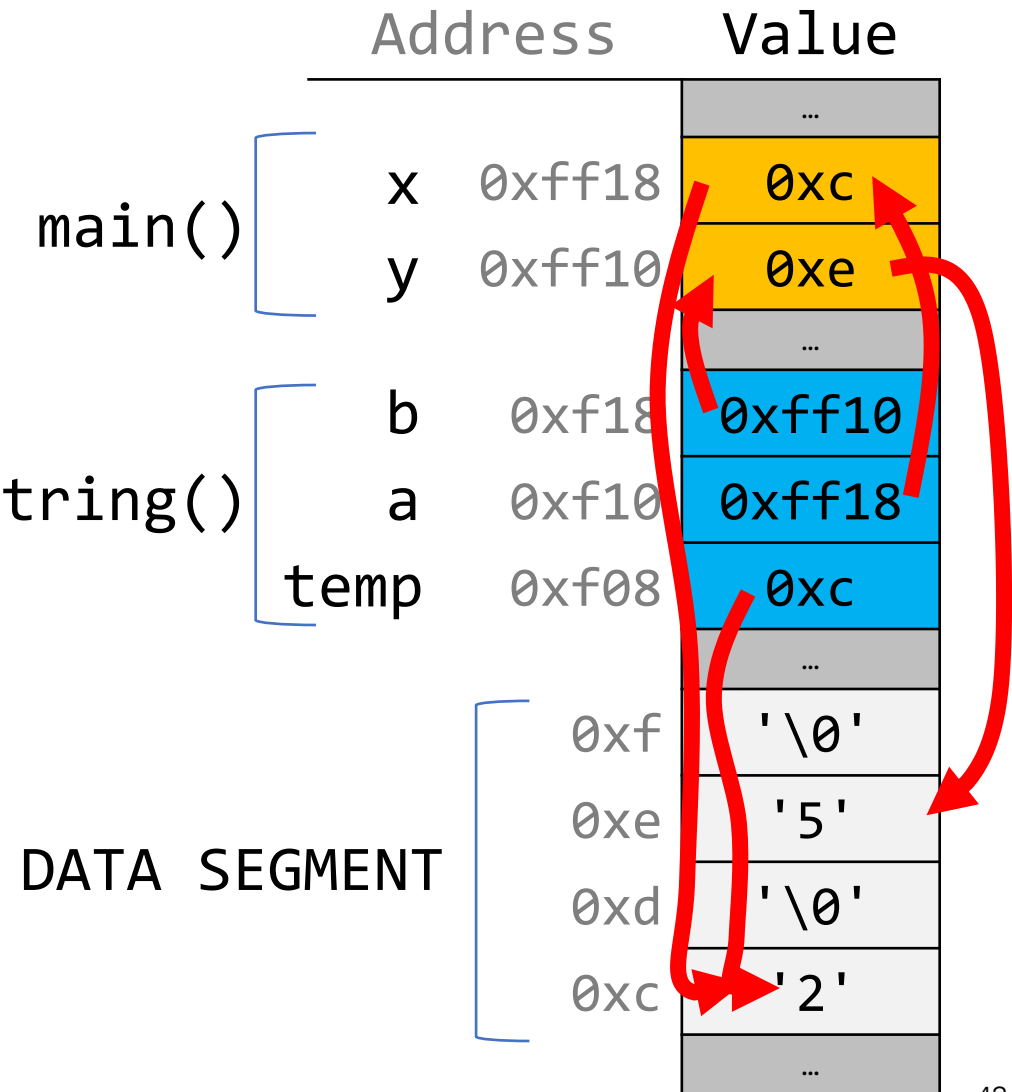 Address Value
…
x 0xff18 0xc
main()
y 0xff10 0xe
…
b 0xf18 0xff10
tring() a 0xf10 0xff18
temp 0xf08 0xc
…
0xf '\0'
0xe '5'
DATA SEGMENT
0xd '\0'
0xc '2'
…